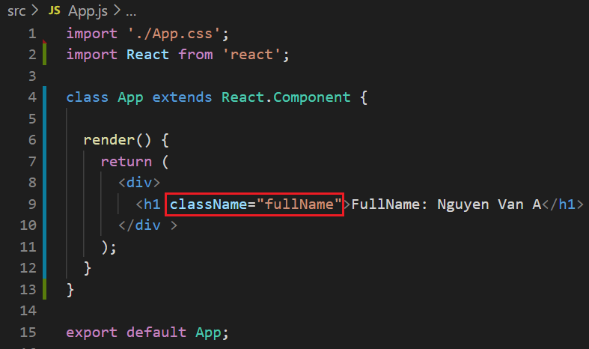 src > JS App.js > ...
1 import './App.css';
2 import React from 'react';
3
4 class App extends React.Component {
5
6 render() {
7 return (
8 <div>
9 <h1 className="fullName">FullName: Nguyen Van A</h1>
10 </div >
11 );
12 }
13 }
14
15 export default App;